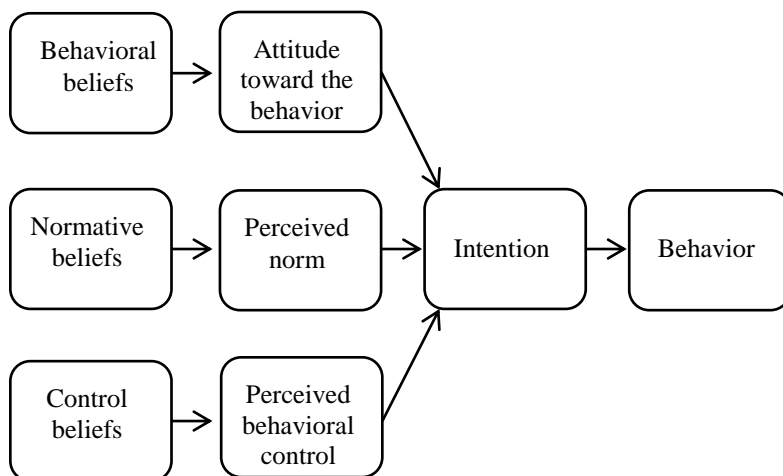 Behavioral
beliefs
Attitude
toward the
behavior
Normative
beliefs
Perceived
norm
Intention
Behavior
Control
beliefs
Perceived
behavioral
control